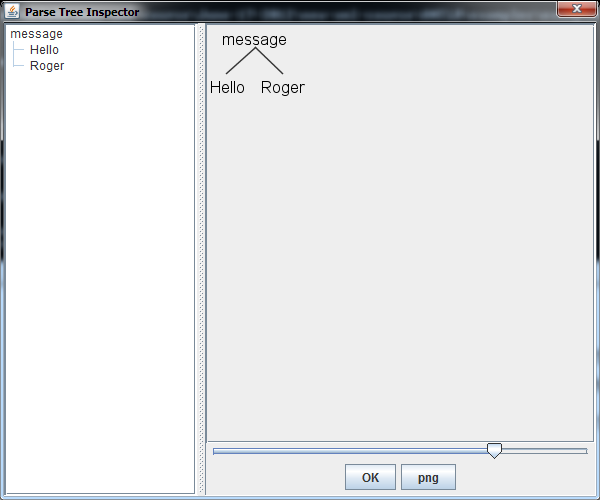 Parse Tree Inspector
message
Hello
Roger
message
Hello Roger
OK png